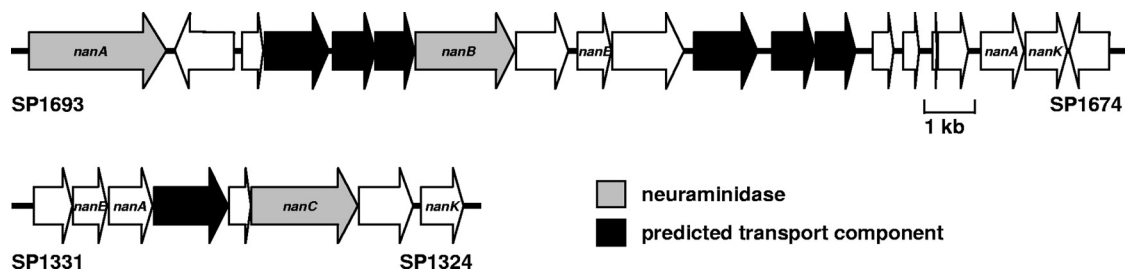 nanA nanB nanE nanA nanK
SP1693 SP1674
1 kb
nanE nanA nanC nanK
SP1331 SP1324
neuraminidase
predicted transport component